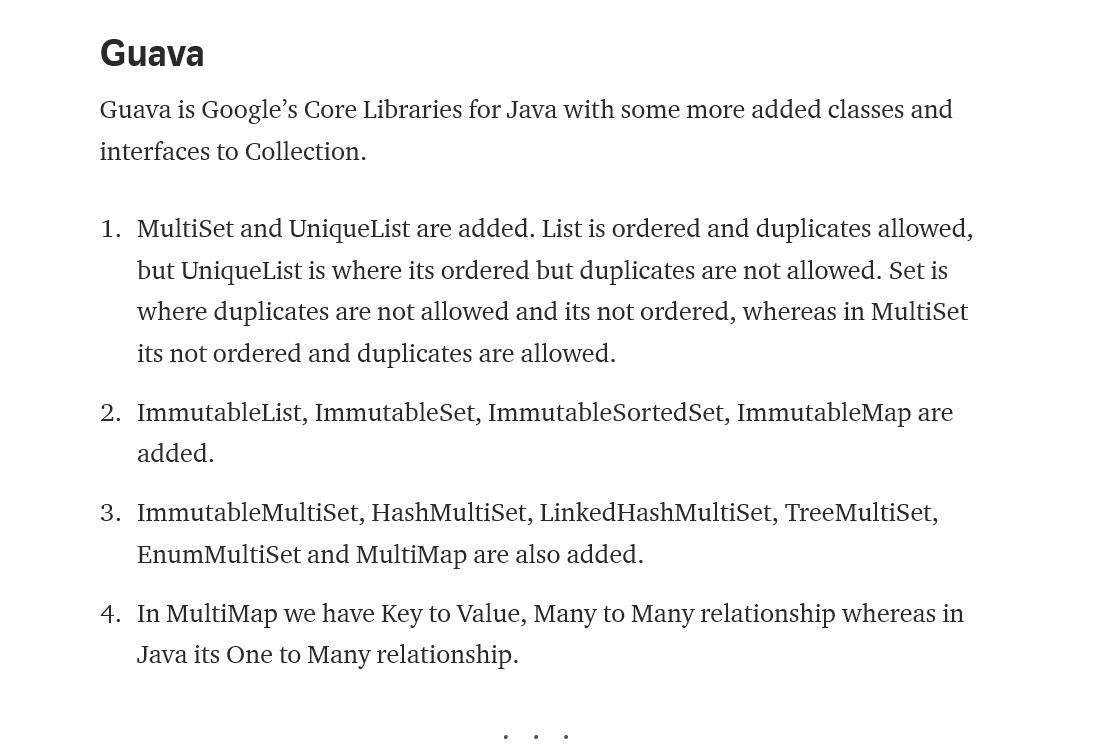 Guava
Guava is Google’s Core Libraries for Java with some more added classes and
interfaces to Collection.
1. MultiSet and UniqueList are added. List is ordered and duplicates allowed,
but UniqueList is where its ordered but duplicates are not allowed. Set is
where duplicates are not allowed and its not ordered, whereas in MultiSet
its not ordered and duplicates are allowed.
2. ImmutableList, ImmutableSet, ImmutableSortedSet, ImmutableMap are
added.
3. ImmutableMultiSet, HashMultiSet, LinkedHashMultiSet, TreeMultiSet,
EnumMultiSet and MultiMap are also added.
4. In MultiMap we have Key to Value, Many to Many relationship whereas in
Java its One to Many relationship.
. . .